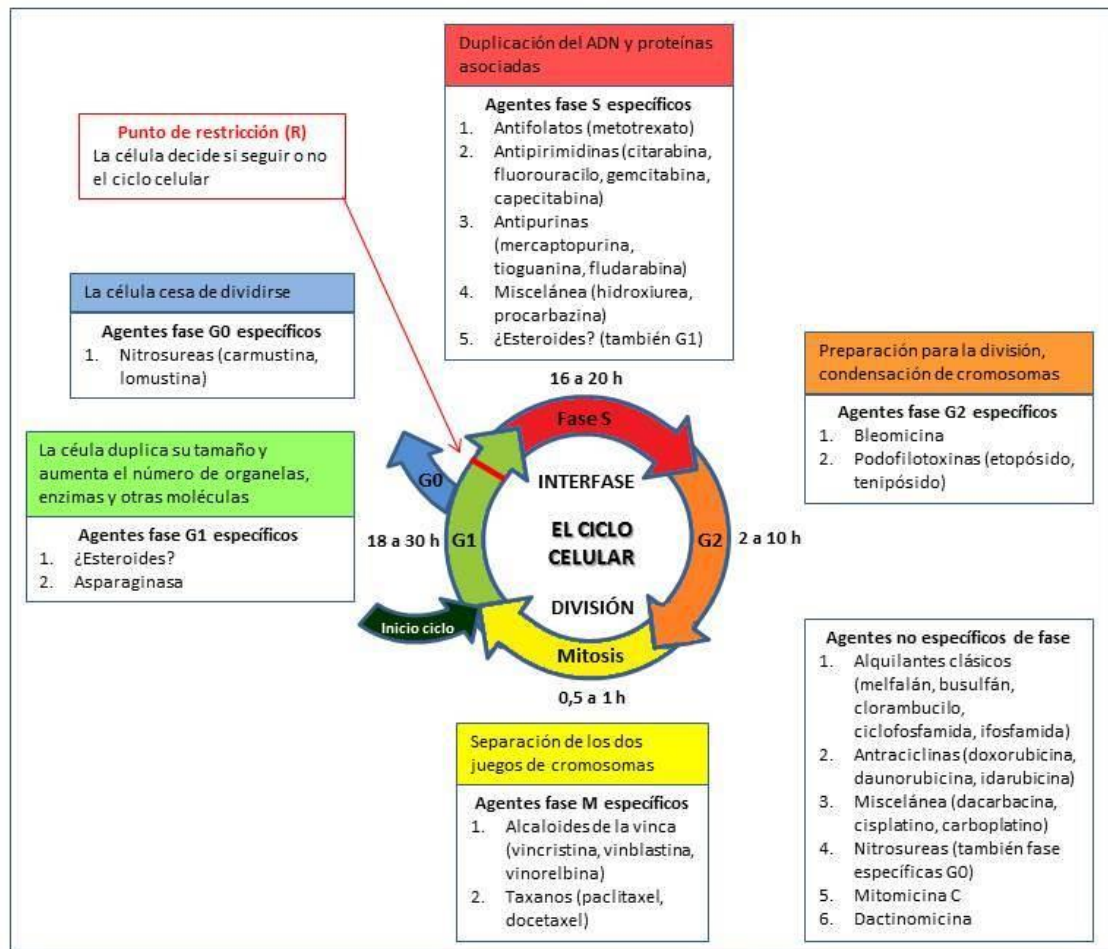 Duplicación del ADN y proteínas
asociadas
Agentes fase S específicos
1. Antifolatos (metotrexato)
2. Antipirimidinas (citarabina,
fluorouracilo, gemcitabina,
capecitabina)
3. Antipurinas
(mercaptopurina,
tioguanina, fludarabina)
4. Miscelánea (hidroxiurea,
procarbazina)
5. ¿Esteroides? (también G1)
Punto de restricción (R)
La célula decide si seguir o no
el ciclo celular
La célula cesa de dividirse
Agentes fase G0 específicos
1. Nitrosureas (carmustina,
lomustina)
Preparación para la división,
condensación de cromosomas
Agentes fase G2 específicos
1. Bleomicina
2. Podofilotoxinas (etopósido,
tenipósido)
La céula duplica su tamaño y
aumenta el número de organelas,
enzimas y otras moléculas
Agentes fase G1 específicos
1. ¿Esteroides?
2. Asparaginasa
16 a 20 h
Fase S
G0
INTERFASE
18 a 30 h
G1
EL CICLO
CELULAR
G2
2 a 10 h
DIVISIÓN
Inicio ciclo
Mitosis
0,5 a 1 h
Separación de los dos
juegos de cromosomas
Agentes fase M específicos
1. Alcaloides de la vinca
(vincristina, vinblastina,
vinorelbina)
2. Taxanos (paclitaxel,
docetaxel)
Agentes no específicos de fase
1. Alquilantes clásicos
(melfalán, busulfán,
clorambucilo,
ciclofosfamida, ifosfamida)
2. Antraciclinas (doxorubicina,
daunorubicina, idarubicina)
3. Miscelánea (dacarbacina,
cisplatino, carboplatino)
4. Nitrosureas (también fase
específicas G0)
5. Mitomicina C
6. Dactinomicina